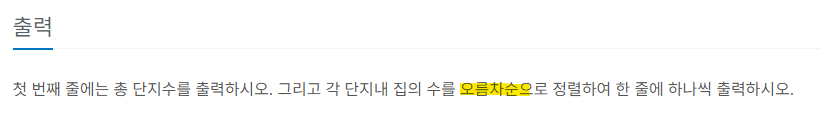 출력
첫 번째 줄에는 총 단지수를 출력하시오. 그리고 각 단지내 집의 수를 오름차순으로 정렬하여 한 줄에 하나씩 출력하시오.